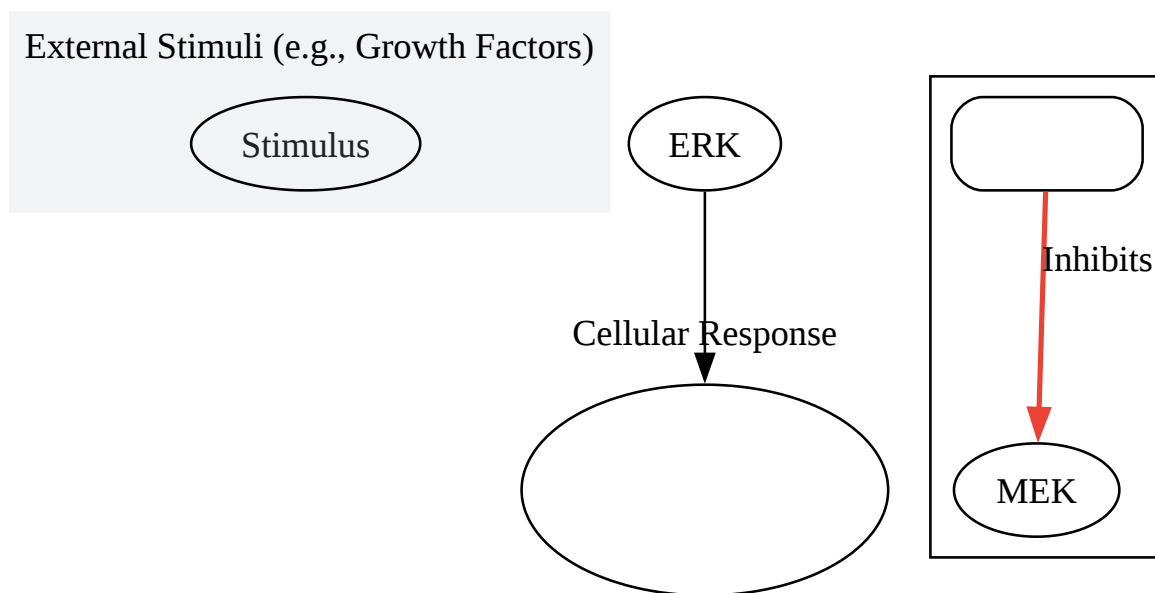 External Stimuli (e.g., Growth Factors)
Stimulus
ERK
Inhibits
Cellular Response
MEK